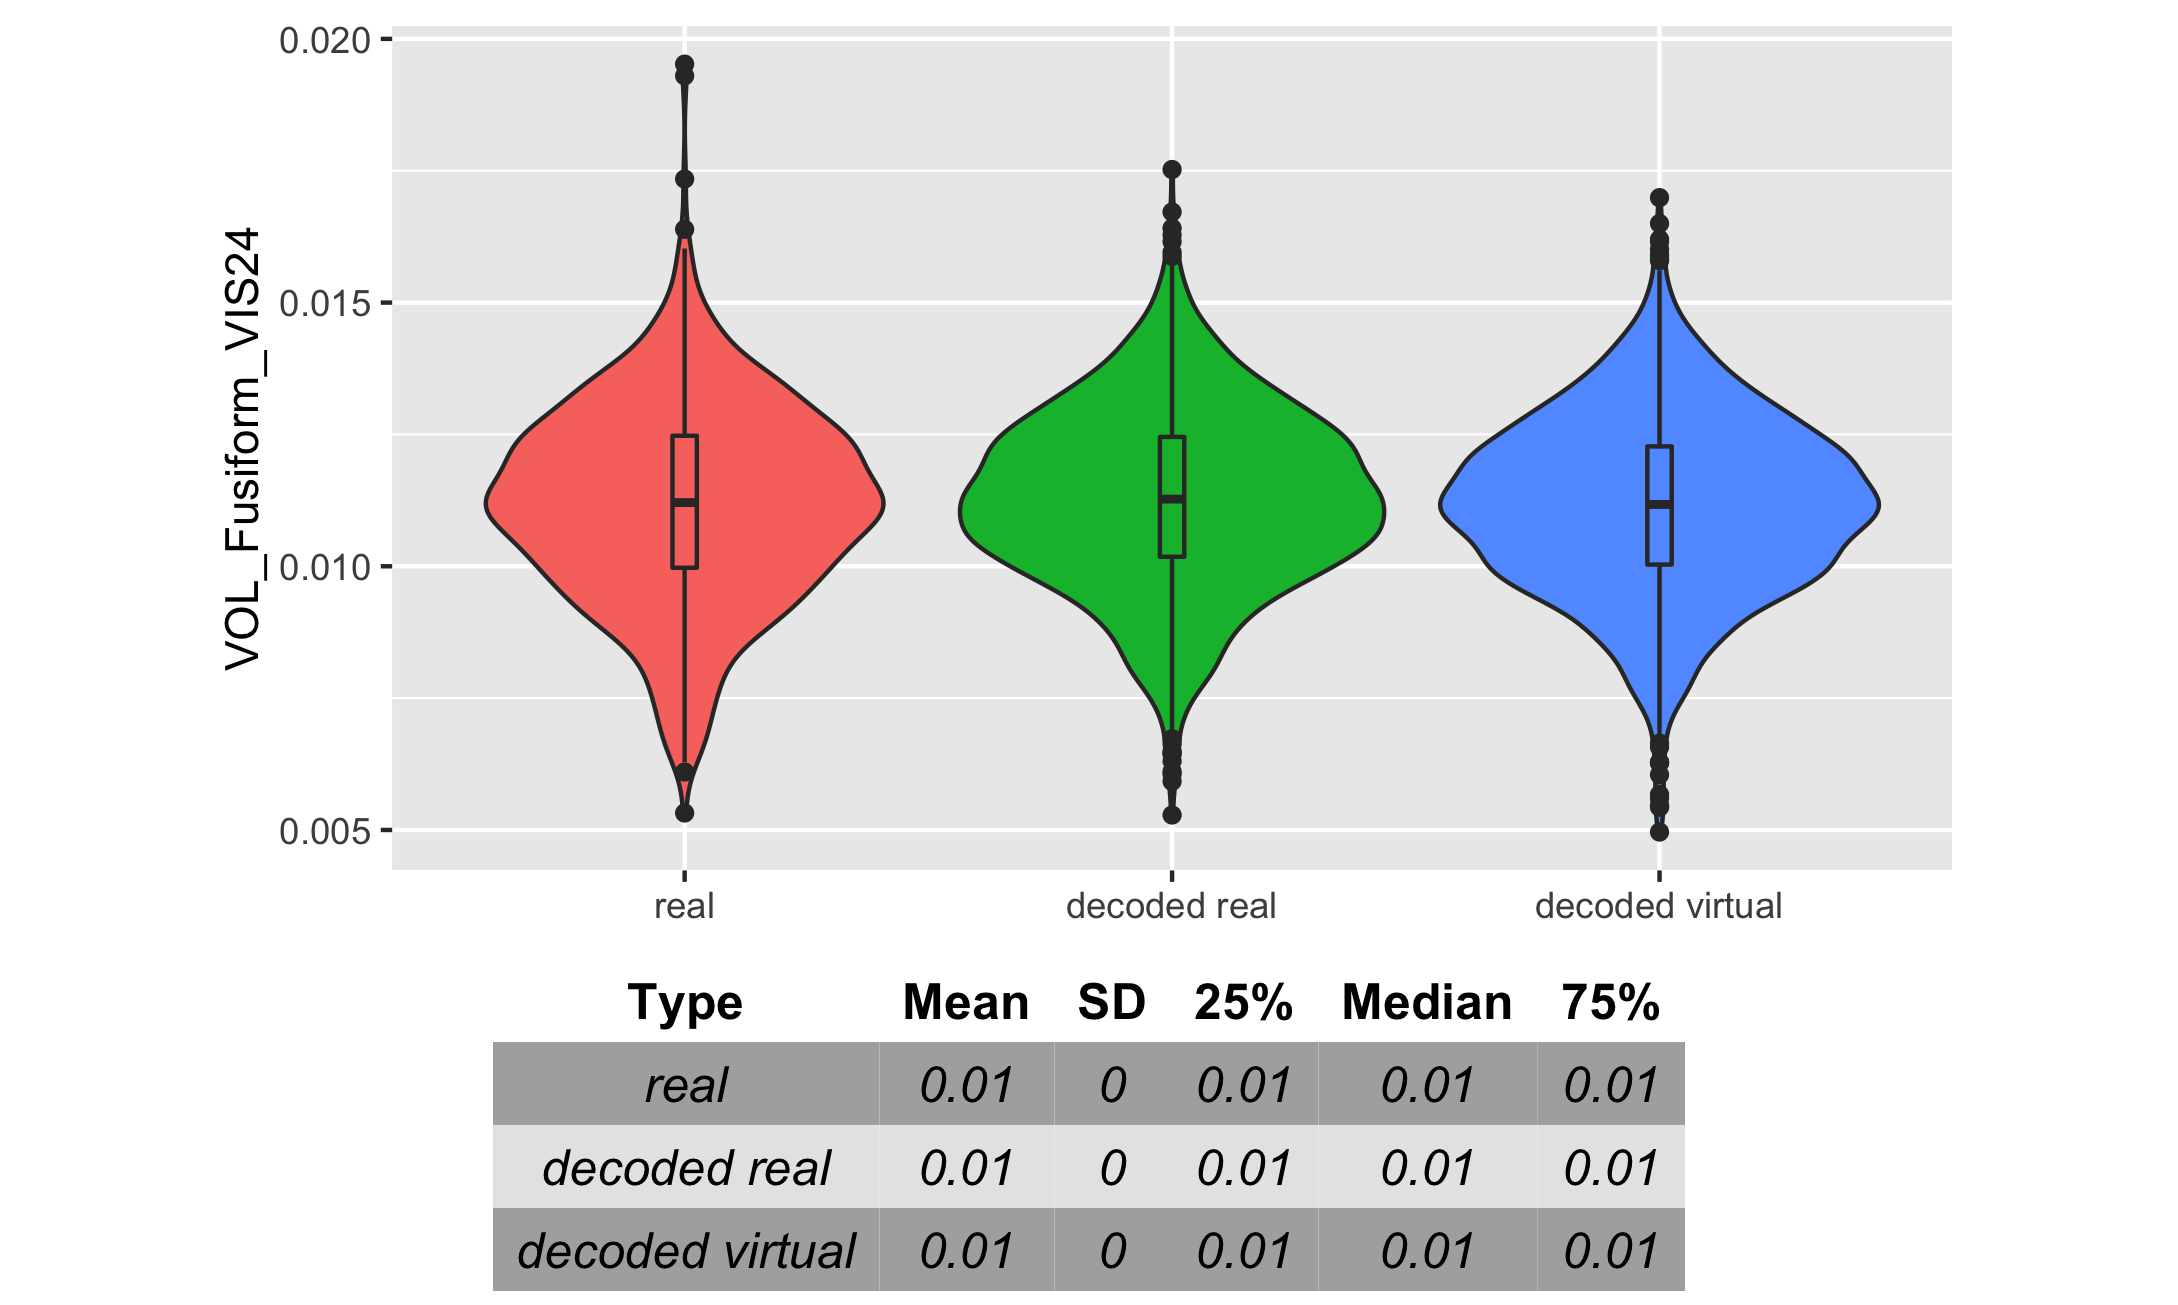 0.020
0.015
0.010
0.005
VOL_Fusiform_VIS24
real decoded real decoded virtual
Type Mean SD 25% Median 75%
real 0.01 0 0.01 0.01 0.01
decoded real 0.01 0 0.01 0.01 0.01
decoded virtual 0.01 0 0.01 0.01 0.01